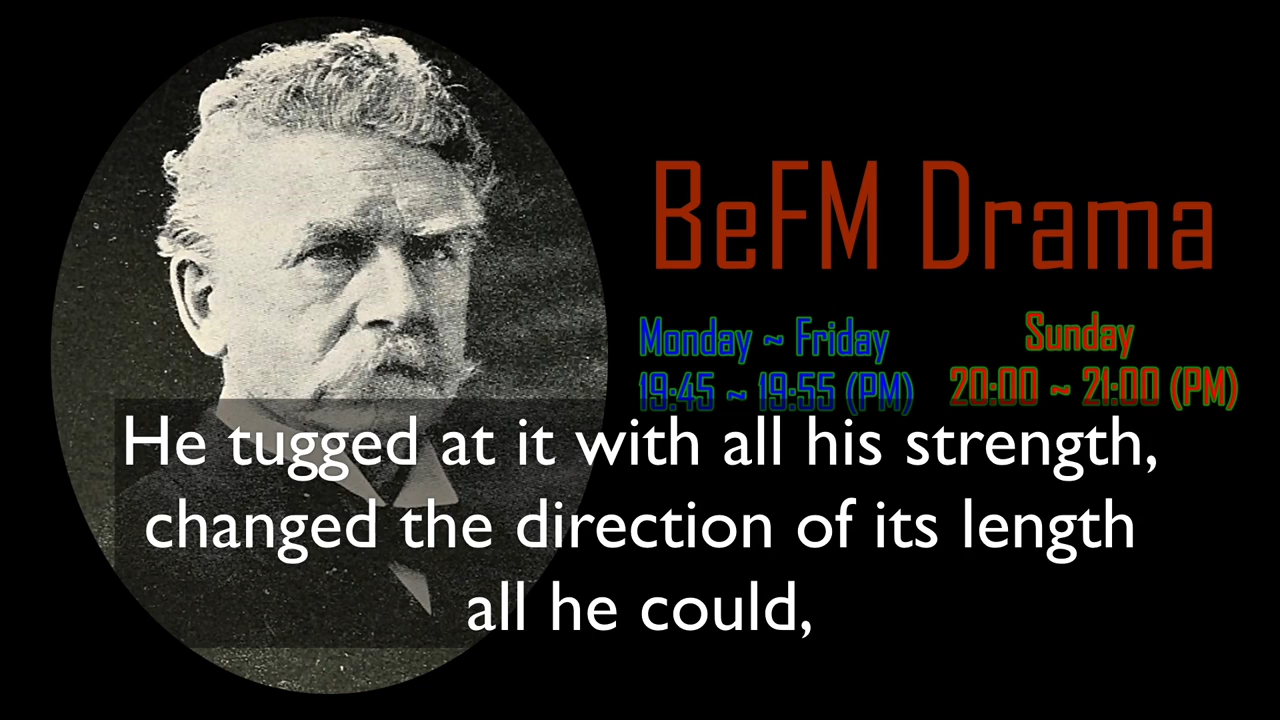 BeFM Drama
Monday ~ Friday
19:45 ~ 19:55 (PM)
Sunday
20:00 ~ 21:00 (PM)
He tugged at it with all his strength,
changed the direction of its length
all he could,